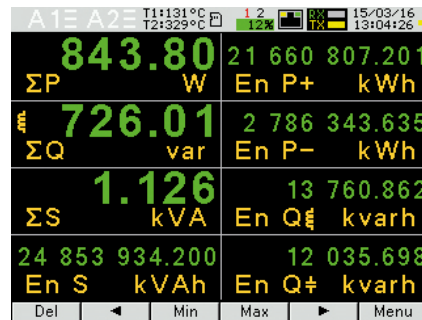 A1 A2 T1:131°C 1 2 RX 15/03/16
T2:329°C 12% TX 13:04:26
843.80 21 660 807.201
ΣP W En P+ kWh
726.01 2 786 343.635
ΣQ var En P− kWh
1.126 13 760.862
ΣS kVA En Q kvarh
24 853 934.200 12 035.698
En S kVAh En Q kvarh
Del ◄ Min Max ► Menu